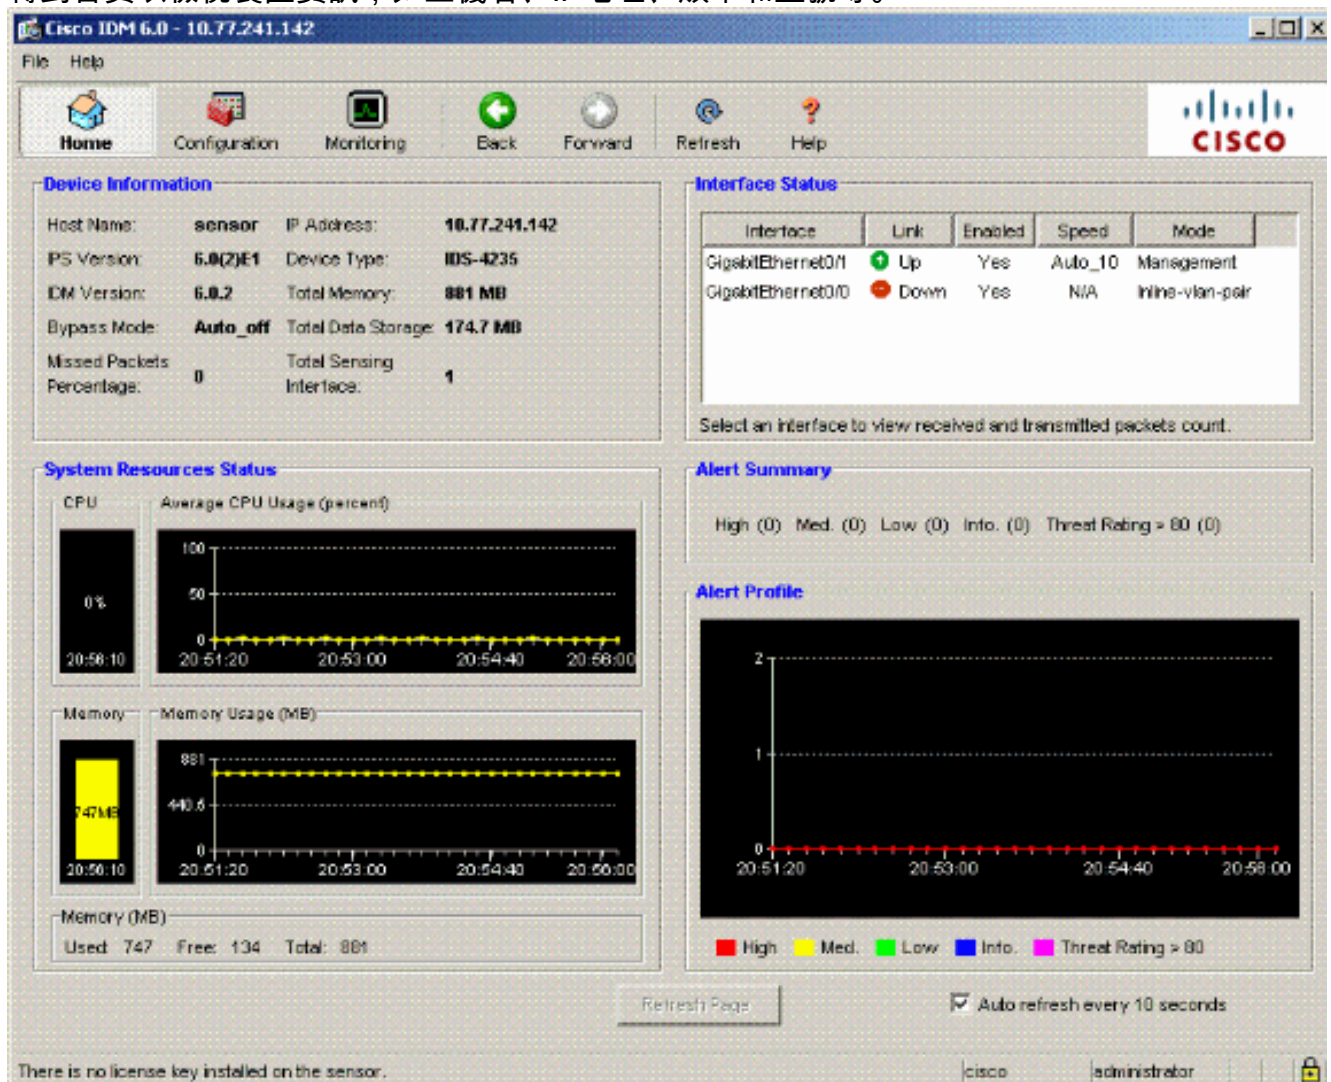 Cisco IDM 6.0 - 10.77.241.142
File Help
Home Configuration Monitoring Back Forward Refresh Help
CISCO
Device Information
Host Name: sensor IP Address: 10.77.241.142
IPS Version: 6.0(2)E1 Device Type: IDS-4235
IDM Version: 6.0.2 Total Memory: 881 MB
Bypass Mode: Auto_off Total Data Storage: 174.7 MB
Missed Packets Percentage: 0 Total Sensing Interface: 1
Interface Status
Interface Link Enabled Speed Mode
GigabitEthernet0/1 Up Yes Auto_10 Management
GigabitEthernet0/0 Down Yes N/A Inline-vlan-pair
Select an interface to view received and transmitted packets count.
System Resources Status
CPU
0%
20:56:10
Average CPU Usage (percent)
100
50
0
20:51:20 20:53:00 20:54:40 20:56:00
Memory
747MB
20:56:10
Memory Usage (MB)
881
440.5
0
20:51:20 20:53:00 20:54:40 20:56:00
Memory (MB)
Used: 747 Free: 134 Total: 881
Alert Summary
High (0) Med. (0) Low (0) Info. (0) Threat Rating > 80 (0)
Alert Profile
2
1
0
20:51:20 20:53:00 20:54:40 20:56:00
High Med. Low Info. Threat Rating > 80
Refresh Page
Auto refresh every 10 seconds
There is no license key installed on the sensor.
cisco administrator